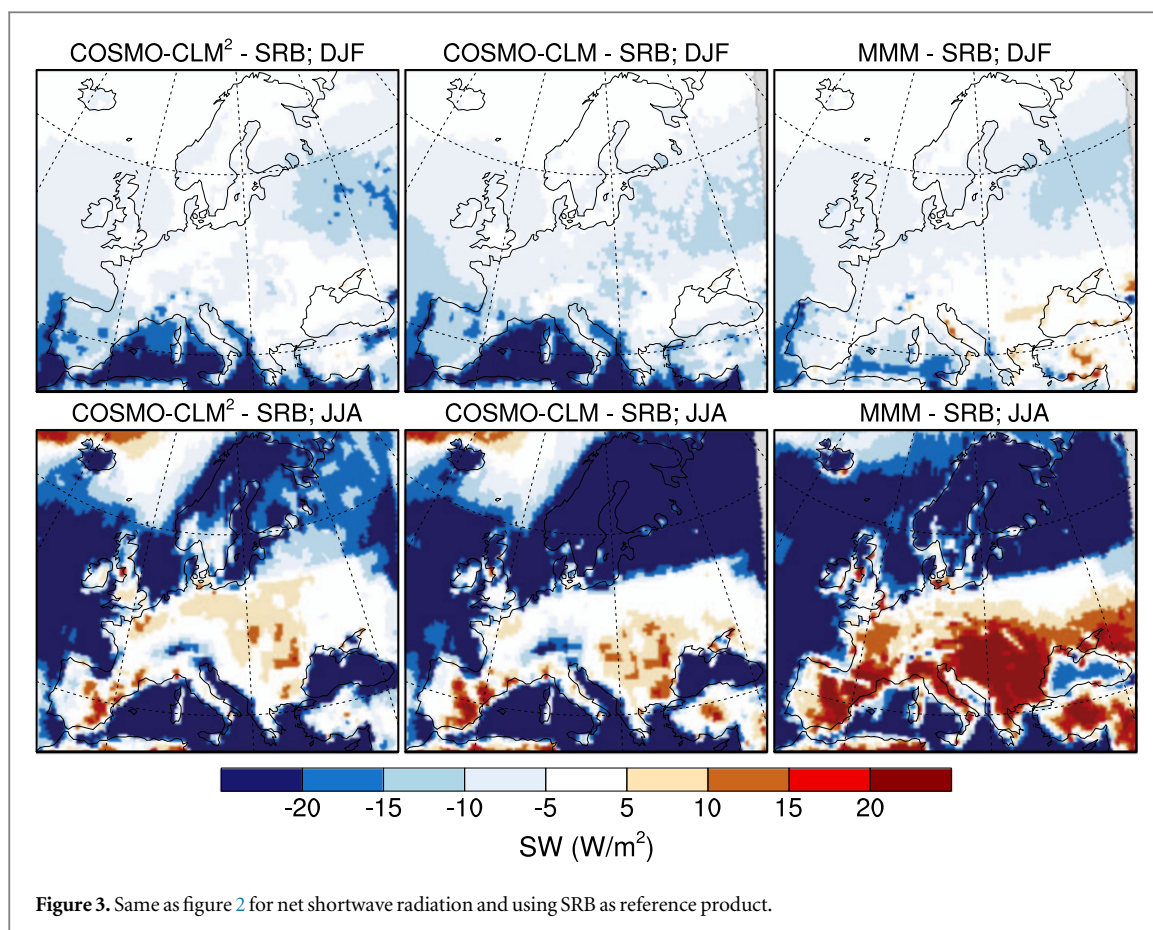 COSMO-CLM² - SRB; DJF
COSMO-CLM - SRB; DJF
MMM - SRB; DJF
COSMO-CLM² - SRB; JJA
COSMO-CLM - SRB; JJA
MMM - SRB; JJA
-20 -15 -10 -5 5 10 15 20
SW (W/m²)
Figure 3. Same as figure 2 for net shortwave radiation and using SRB as reference product.